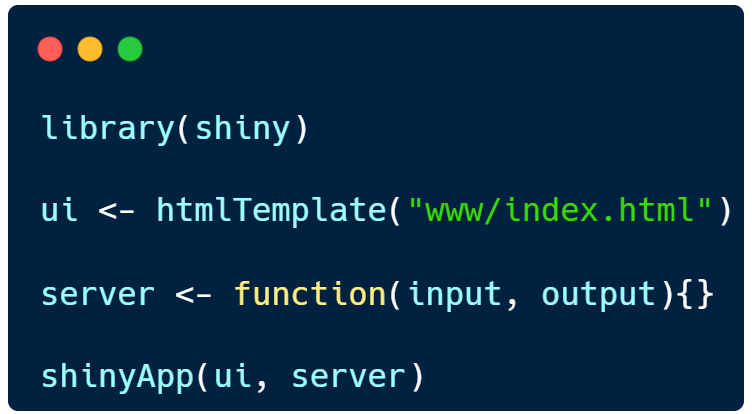 library(shiny)
ui <- htmlTemplate("www/index.html")
server <- function(input, output){}
shinyApp(ui, server)